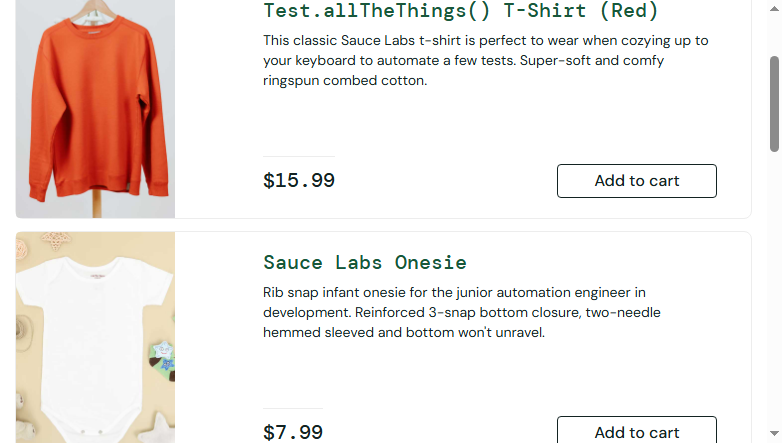 Test.allTheThings() T-Shirt (Red)
This classic Sauce Labs t-shirt is perfect to wear when cozying up to
your keyboard to automate a few tests. Super-soft and comfy
ringspun combed cotton.
$15.99
Add to cart
Sauce Labs Onesie
Rib snap infant onesie for the junior automation engineer in
development. Reinforced 3-snap bottom closure, two-needle
hemmed sleeved and bottom won't unravel.
$7.99
Add to cart